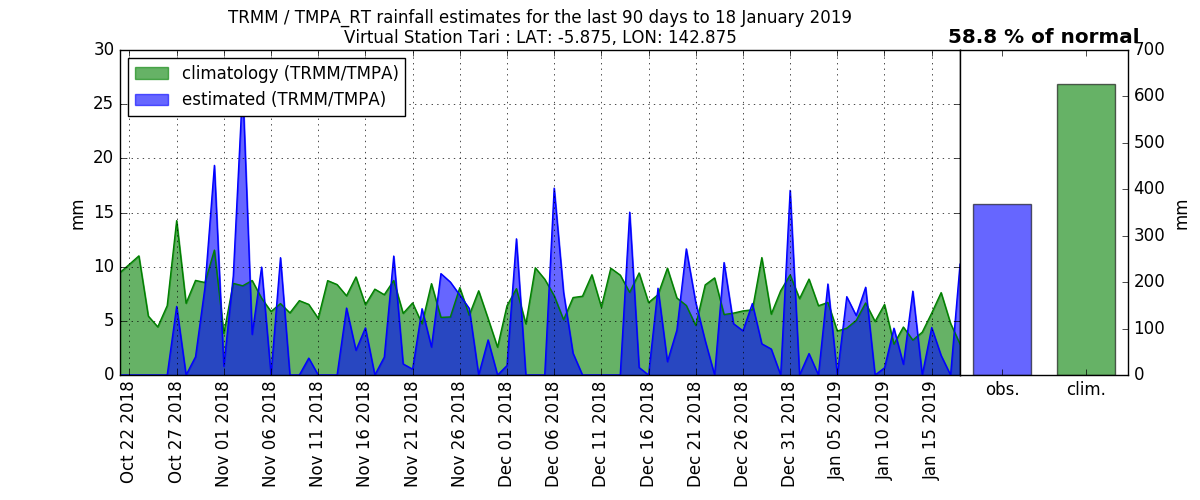 TRMM / TMPA_RT rainfall estimates for the last 90 days to 18 January 2019
Virtual Station Tari : LAT: -5.875, LON: 142.875
58.8 % of normal
climatology (TRMM/TMPA)
estimated (TRMM/TMPA)
30
25
20
15
10
5
0
mm
Oct 22 2018
Oct 27 2018
Nov 01 2018
Nov 06 2018
Nov 11 2018
Nov 16 2018
Nov 21 2018
Nov 26 2018
Dec 01 2018
Dec 06 2018
Dec 11 2018
Dec 16 2018
Dec 21 2018
Dec 26 2018
Dec 31 2018
Jan 05 2019
Jan 10 2019
Jan 15 2019
obs.
clim.
700
600
500
400
300
200
100
0
mm